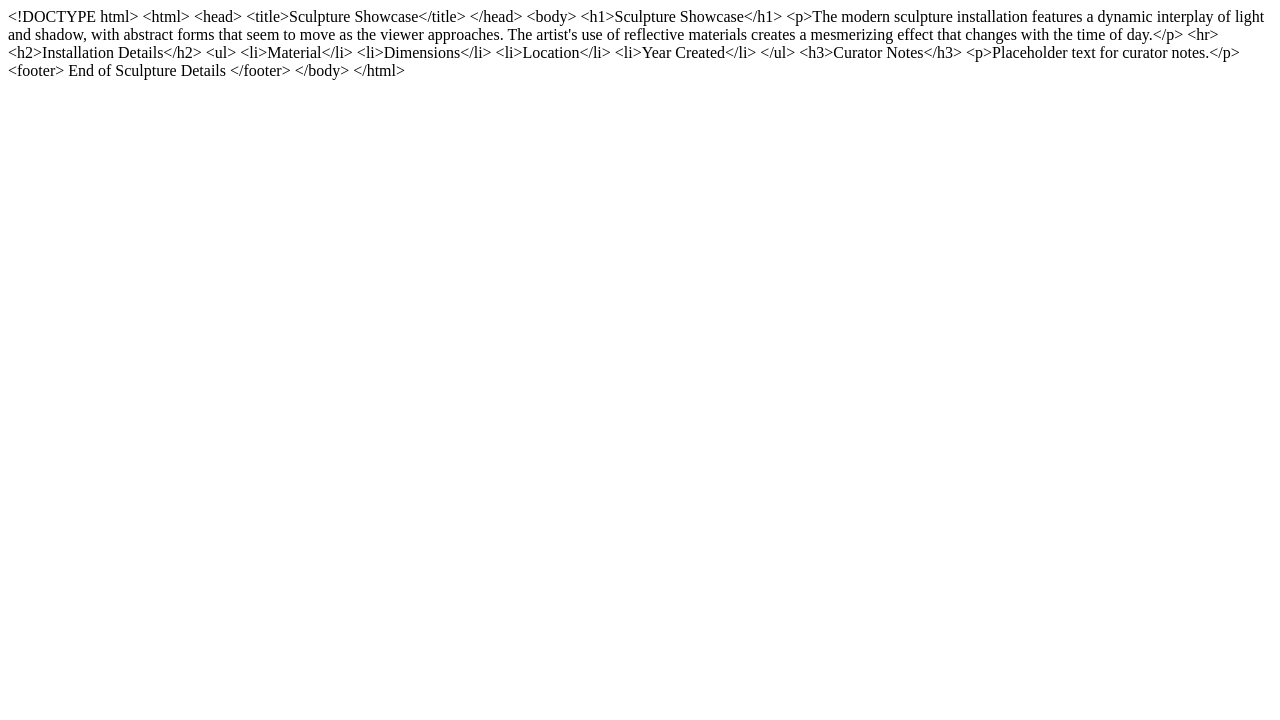 <!DOCTYPE html> <html> <head> <title>Sculpture Showcase</title> </head> <body> <h1>Sculpture Showcase</h1> <p>The modern sculpture installation features a dynamic interplay of light
and shadow, with abstract forms that seem to move as the viewer approaches. The artist's use of reflective materials creates a mesmerizing effect that changes with the time of day.</p> <hr>
<h2>Installation Details</h2> <ul> <li>Material</li> <li>Dimensions</li> <li>Location</li> <li>Year Created</li> </ul> <h3>Curator Notes</h3> <p>Placeholder text for curator notes.</p>
<footer> End of Sculpture Details </footer> </body> </html>